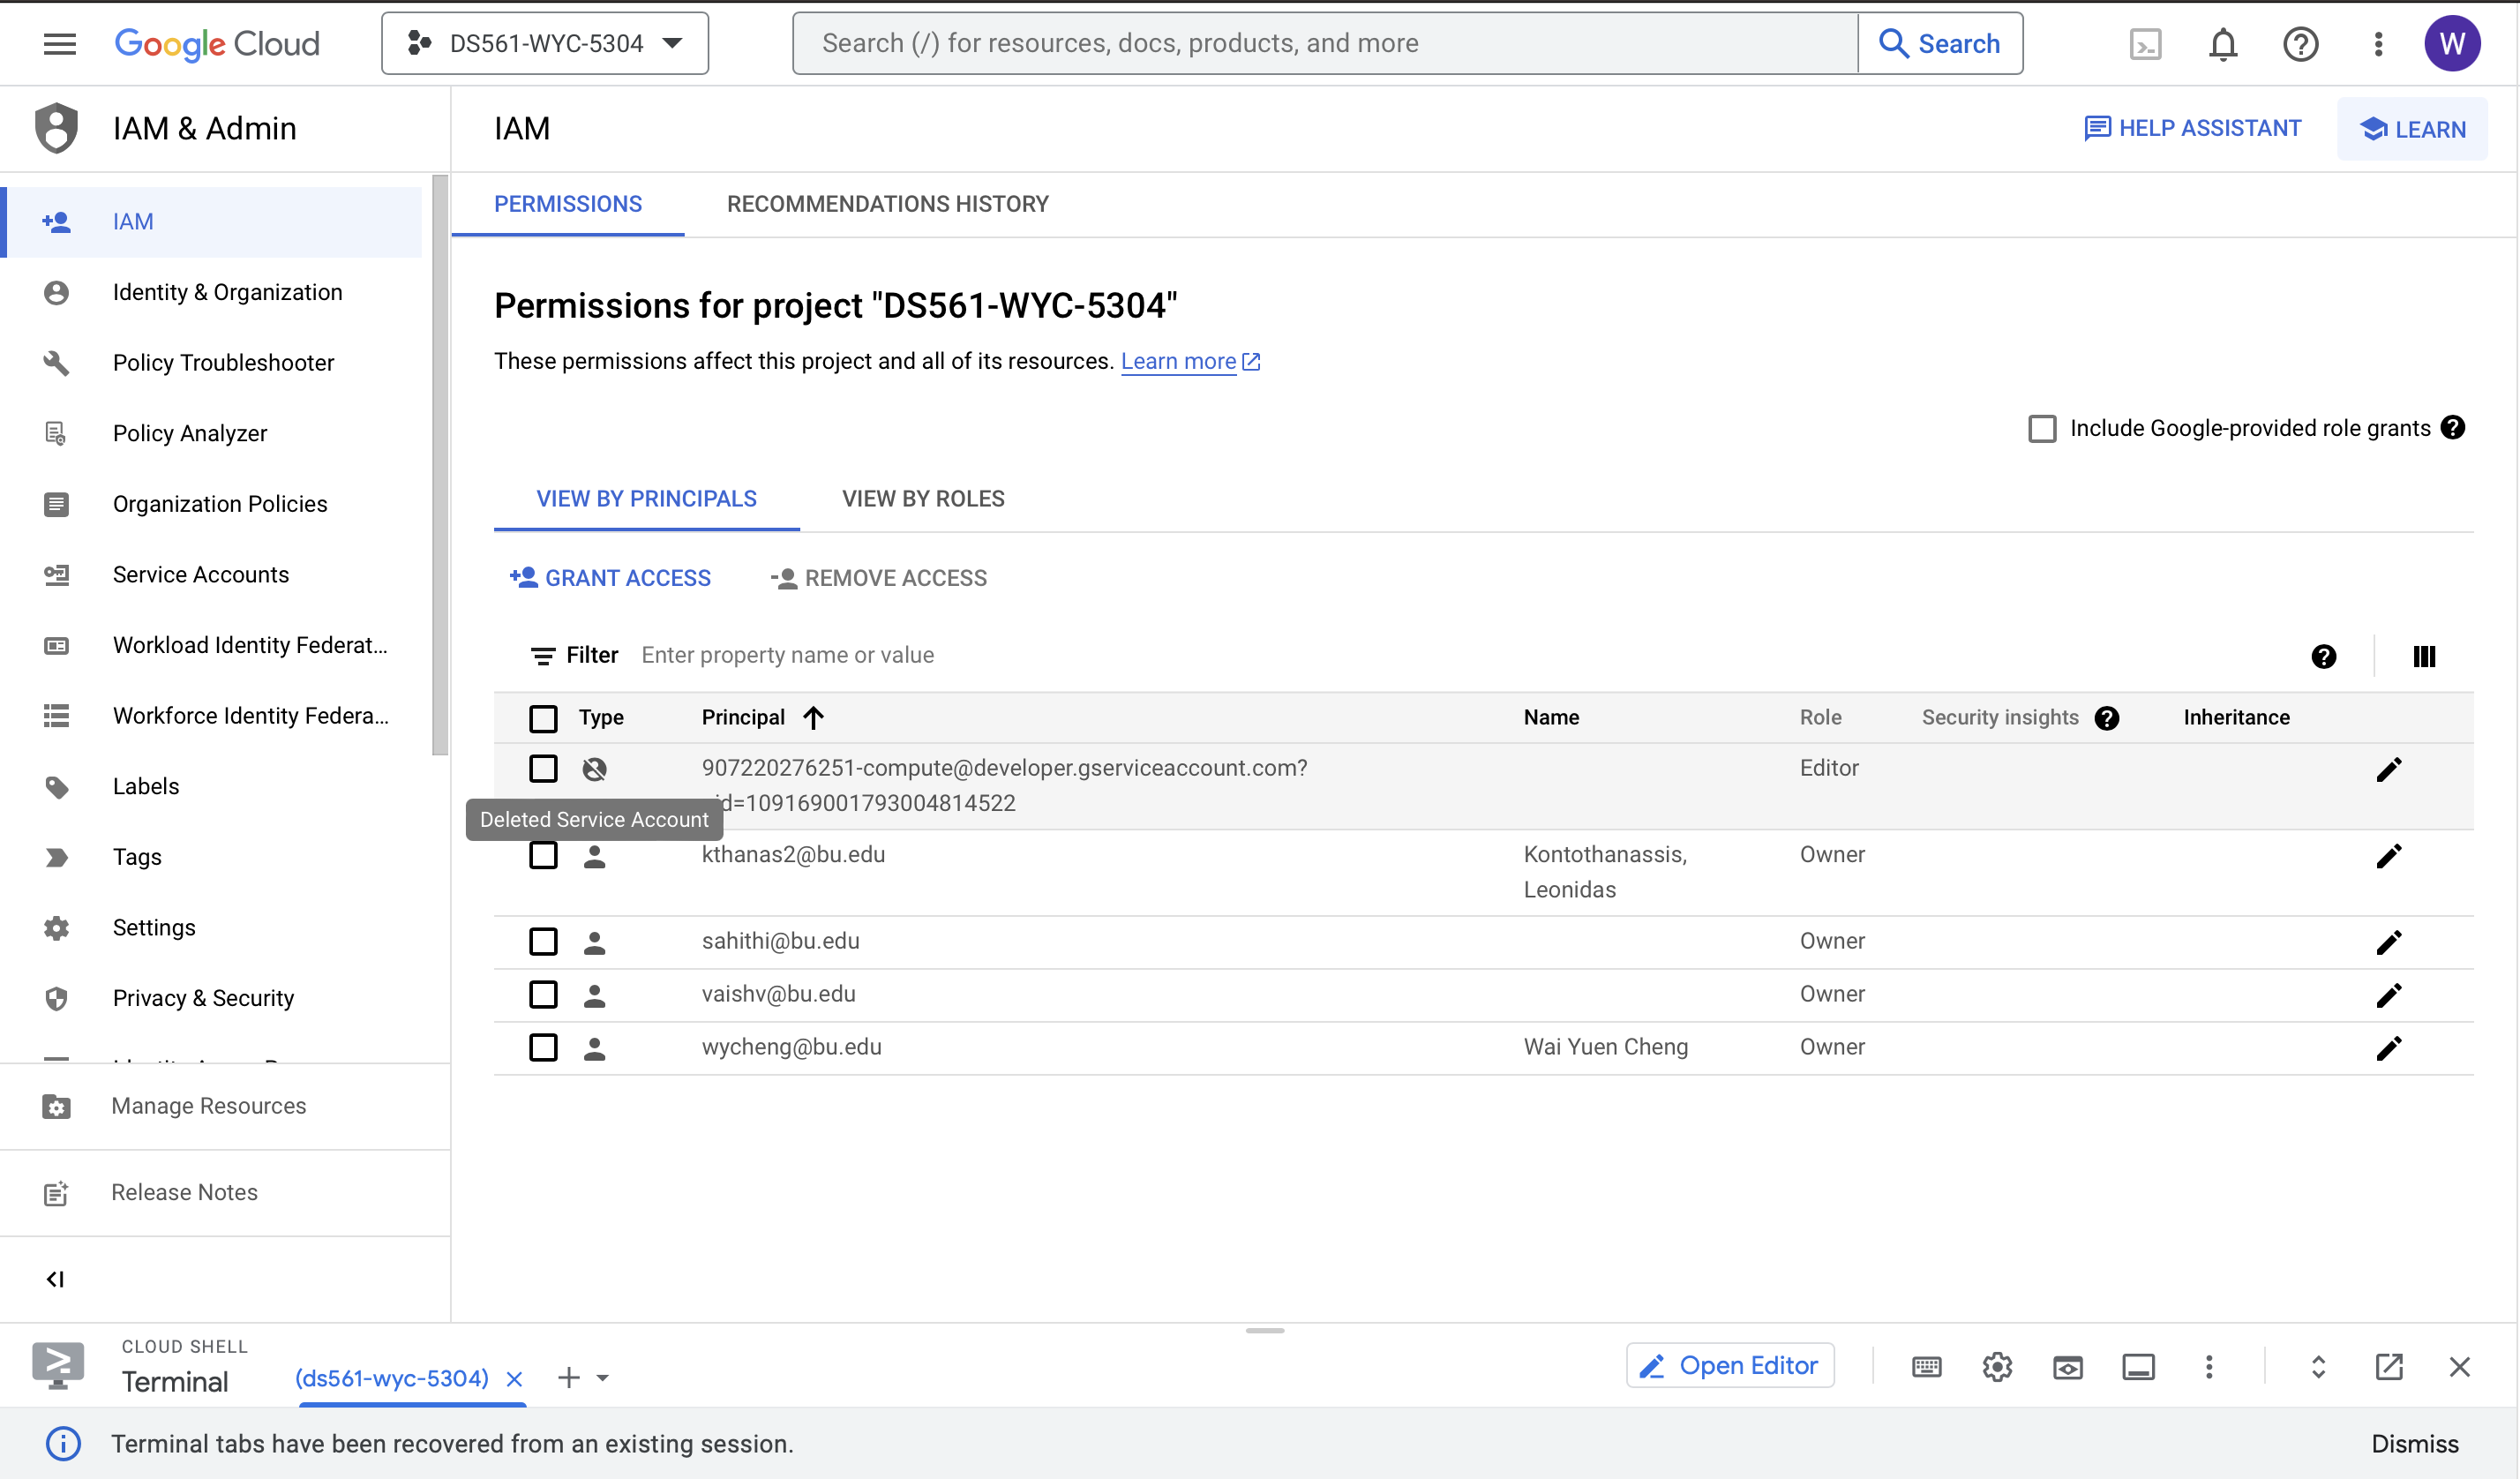 Google Cloud
DS561-WYC-5304
Search (/) for resources, docs, products, and more
Search
W
IAM & Admin
IAM
Identity & Organization
Policy Troubleshooter
Policy Analyzer
Organization Policies
Service Accounts
Workload Identity Federat...
Workforce Identity Federa...
Labels
Tags
Settings
Privacy & Security
Manage Resources
Release Notes
IAM
HELP ASSISTANT
LEARN
PERMISSIONS
RECOMMENDATIONS HISTORY
Permissions for project "DS561-WYC-5304"
These permissions affect this project and all of its resources. Learn more
Include Google-provided role grants
VIEW BY PRINCIPALS
VIEW BY ROLES
GRANT ACCESS
REMOVE ACCESS
Filter Enter property name or value
Type Principal Name Role Security insights Inheritance
907220276251-compute@developer.gserviceaccount.com? Editor
id=109169001793004814522
Deleted Service Account
kthanas2@bu.edu Kontothanassis, Owner
Leonidas
sahithi@bu.edu Owner
vaishv@bu.edu Owner
wycheng@bu.edu Wai Yuen Cheng Owner
CLOUD SHELL
Terminal
(ds561-wyc-5304)
Open Editor
Terminal tabs have been recovered from an existing session.
Dismiss